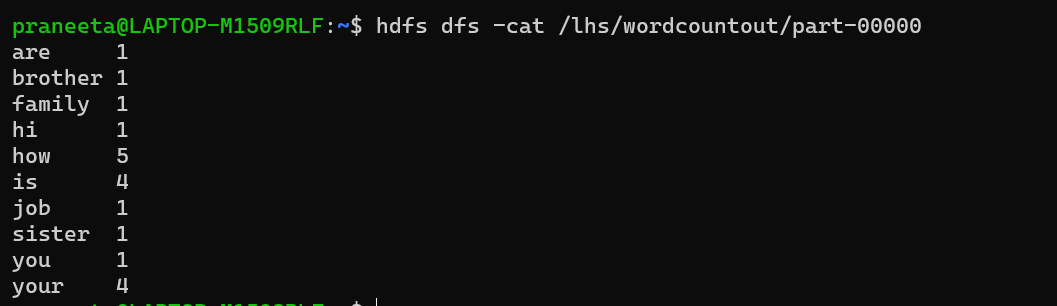 praneeta@LAPTOP-M1509RLF:~$ hdfs dfs -cat /lhs/wordcountout/part-00000
are 1
brother 1
family 1
hi 1
how 5
is 4
job 1
sister 1
you 1
your 4